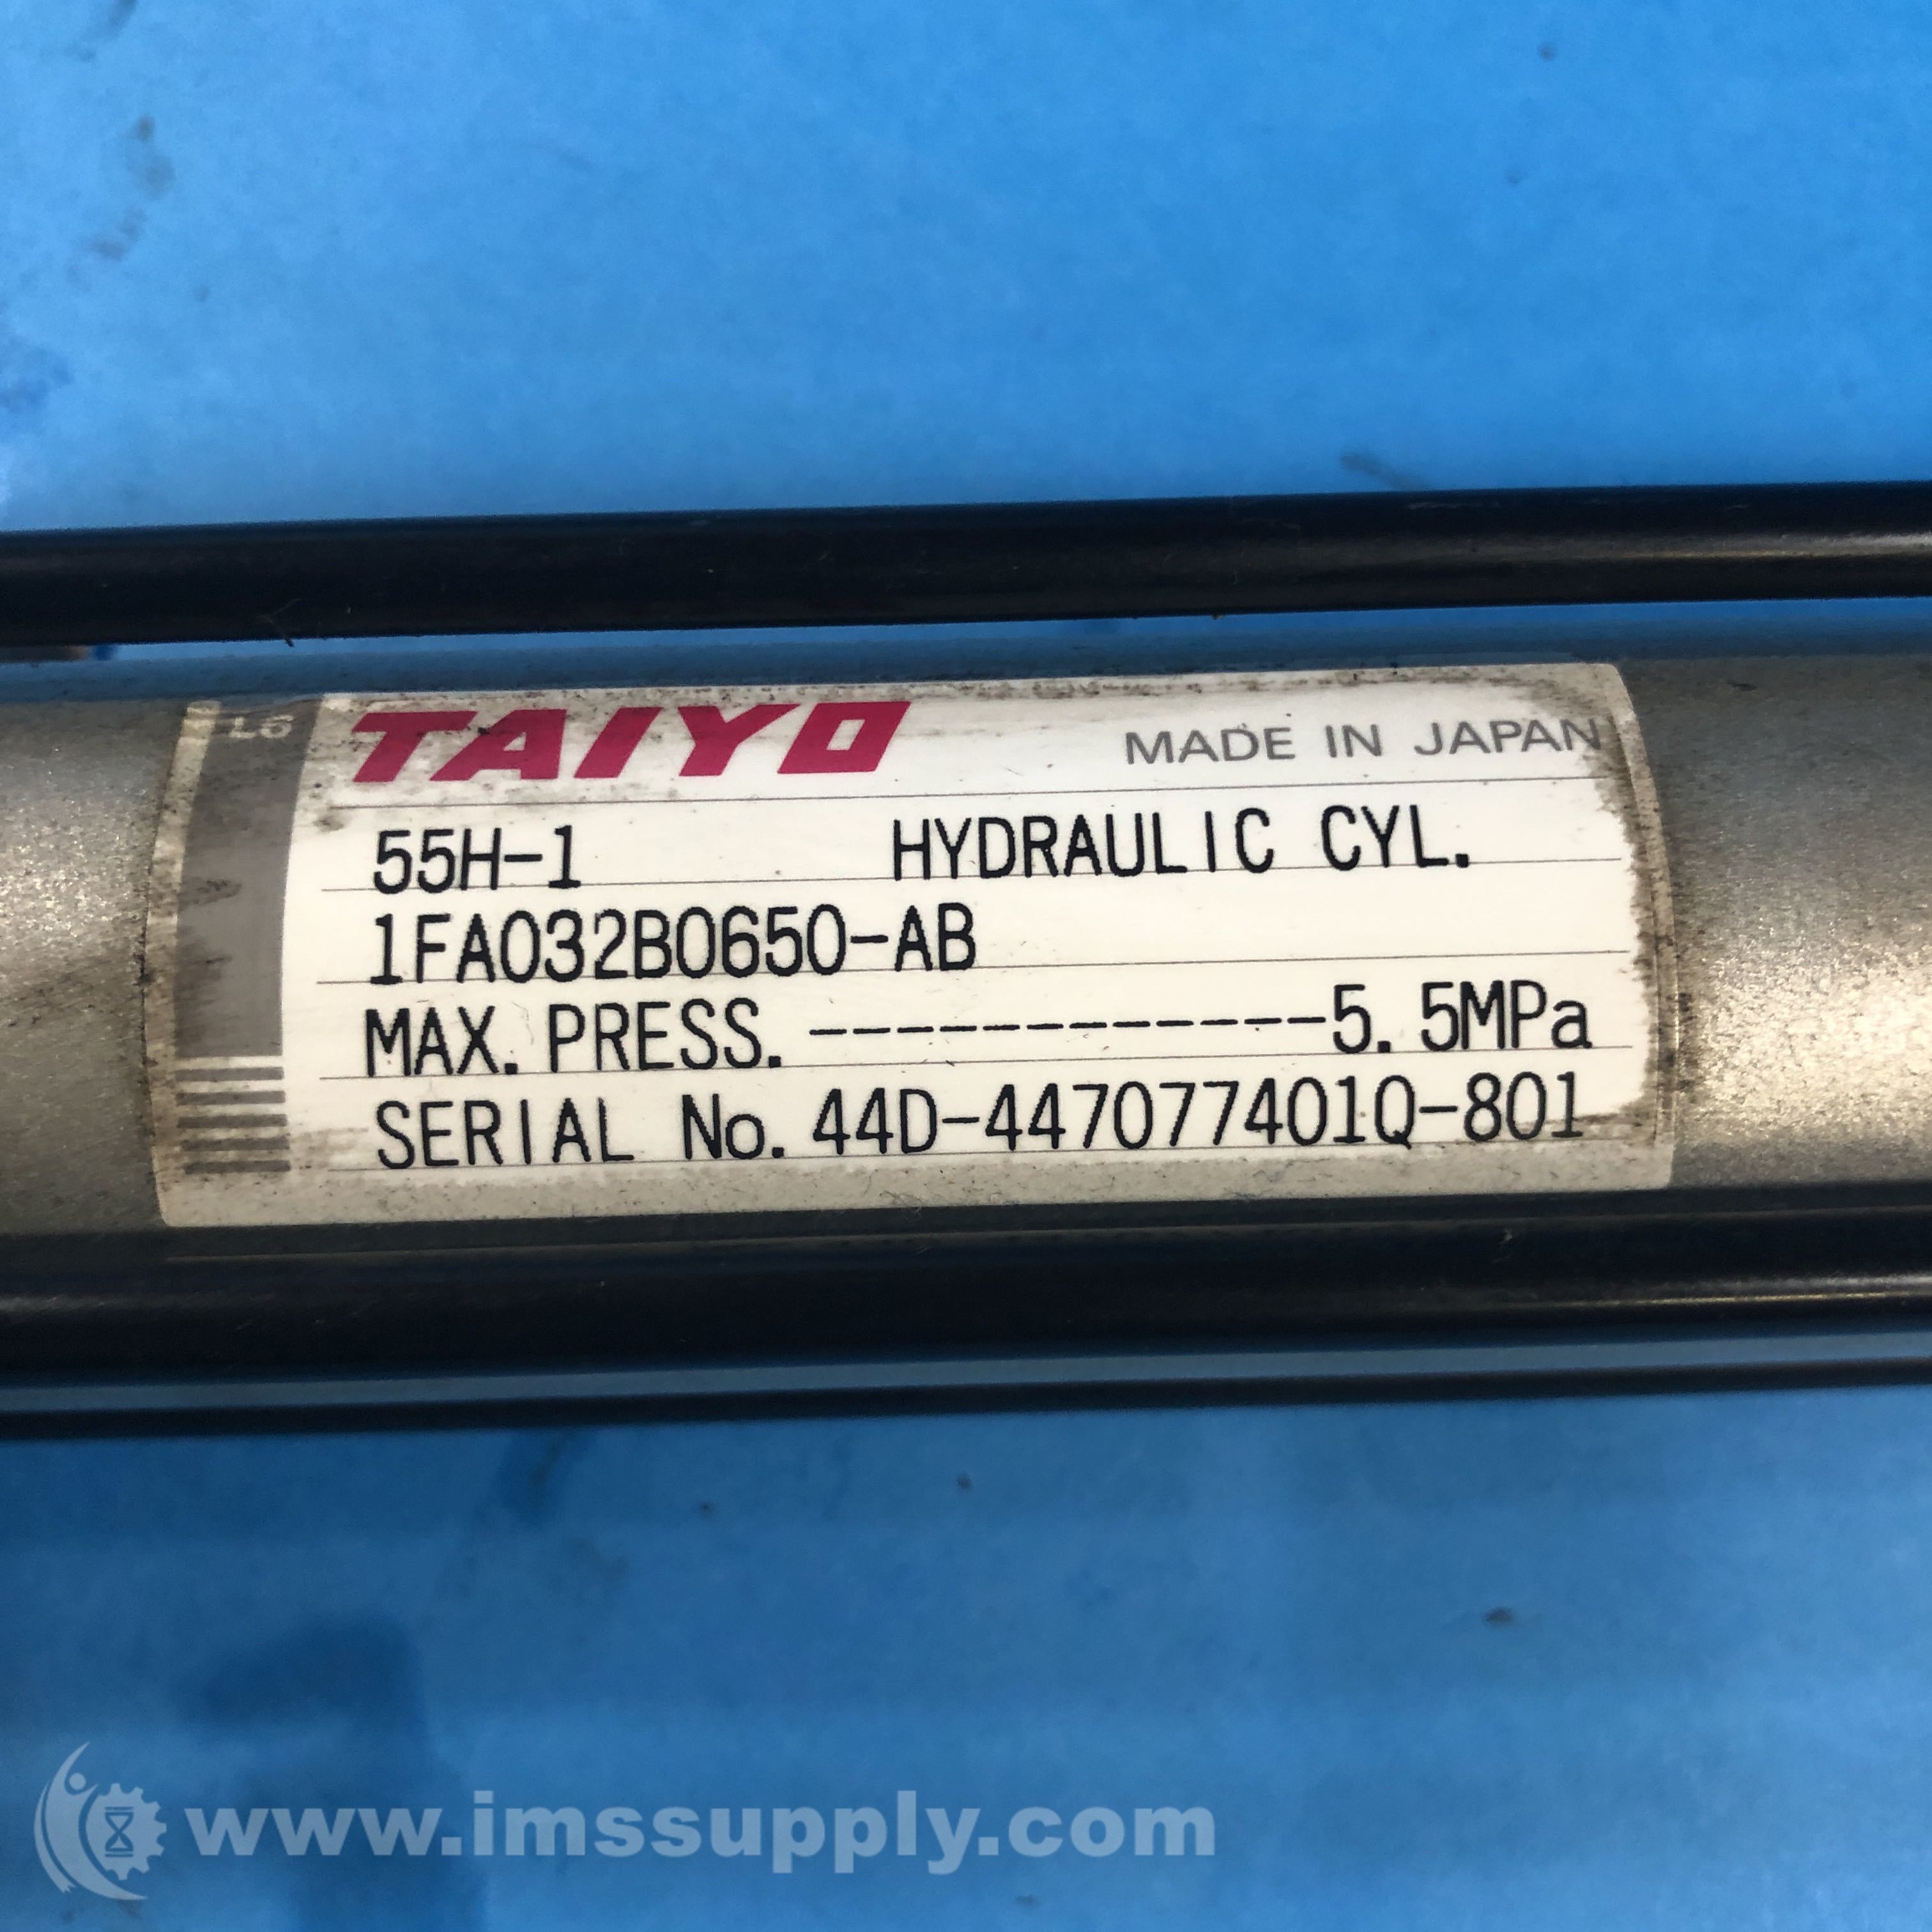 TAIYO MADE IN JAPAN
55H-1 HYDRAULIC CYL.
1FA032B0650-AB
MAX. PRESS. ------------5.5MPa
SERIAL No. 44D-447077401Q-801
www.imssupply.com